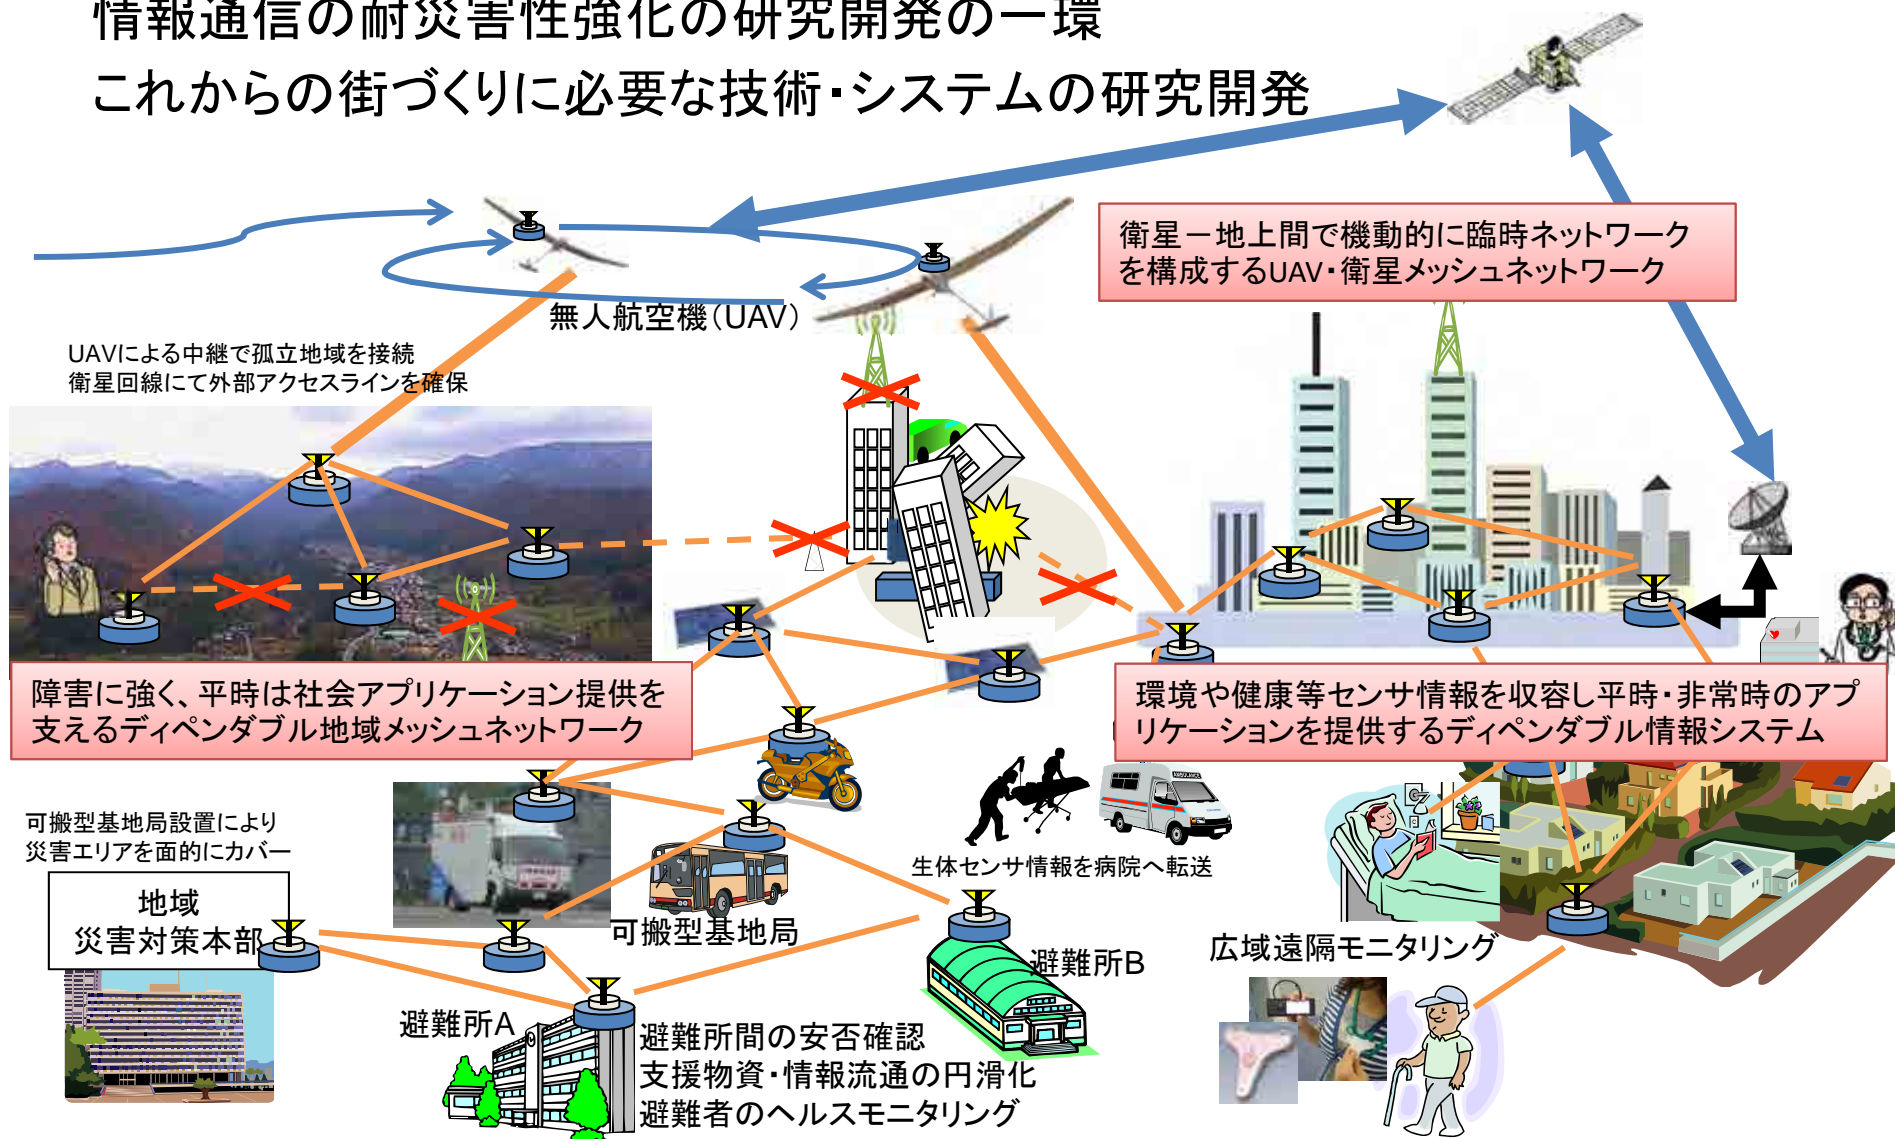 情報通信の耐災害性強化の研究開発の一環
これからの街づくりに必要な技術・システムの研究開発
衛星－地上間で機動的に臨時ネットワーク
を構成するUAV・衛星メッシュネットワーク
無人航空機（UAV）
UAVによる中継で孤立地域を接続
衛星回線にて外部アクセスラインを確保
障害に強く、平時は社会アプリケーション提供を
支えるディペンダブル地域メッシュネットワーク
環境や健康等センサ情報を収容し平時・非常時のアプ
リケーションを提供するディペンダブル情報システム
AMBULANCE
可搬型基地局設置により
災害エリアを面的にカバー
生体センサ情報を病院へ転送
地域
災害対策本部
可搬型基地局
避難所B
広域遠隔モニタリング
避難所A
避難所間の安否確認
支援物資・情報流通の円滑化
避難者のヘルスモニタリング